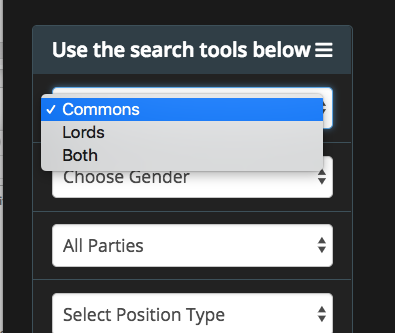 Use the search tools below
Commons
Lords
Both
Choose Gender
All Parties
Select Position Type